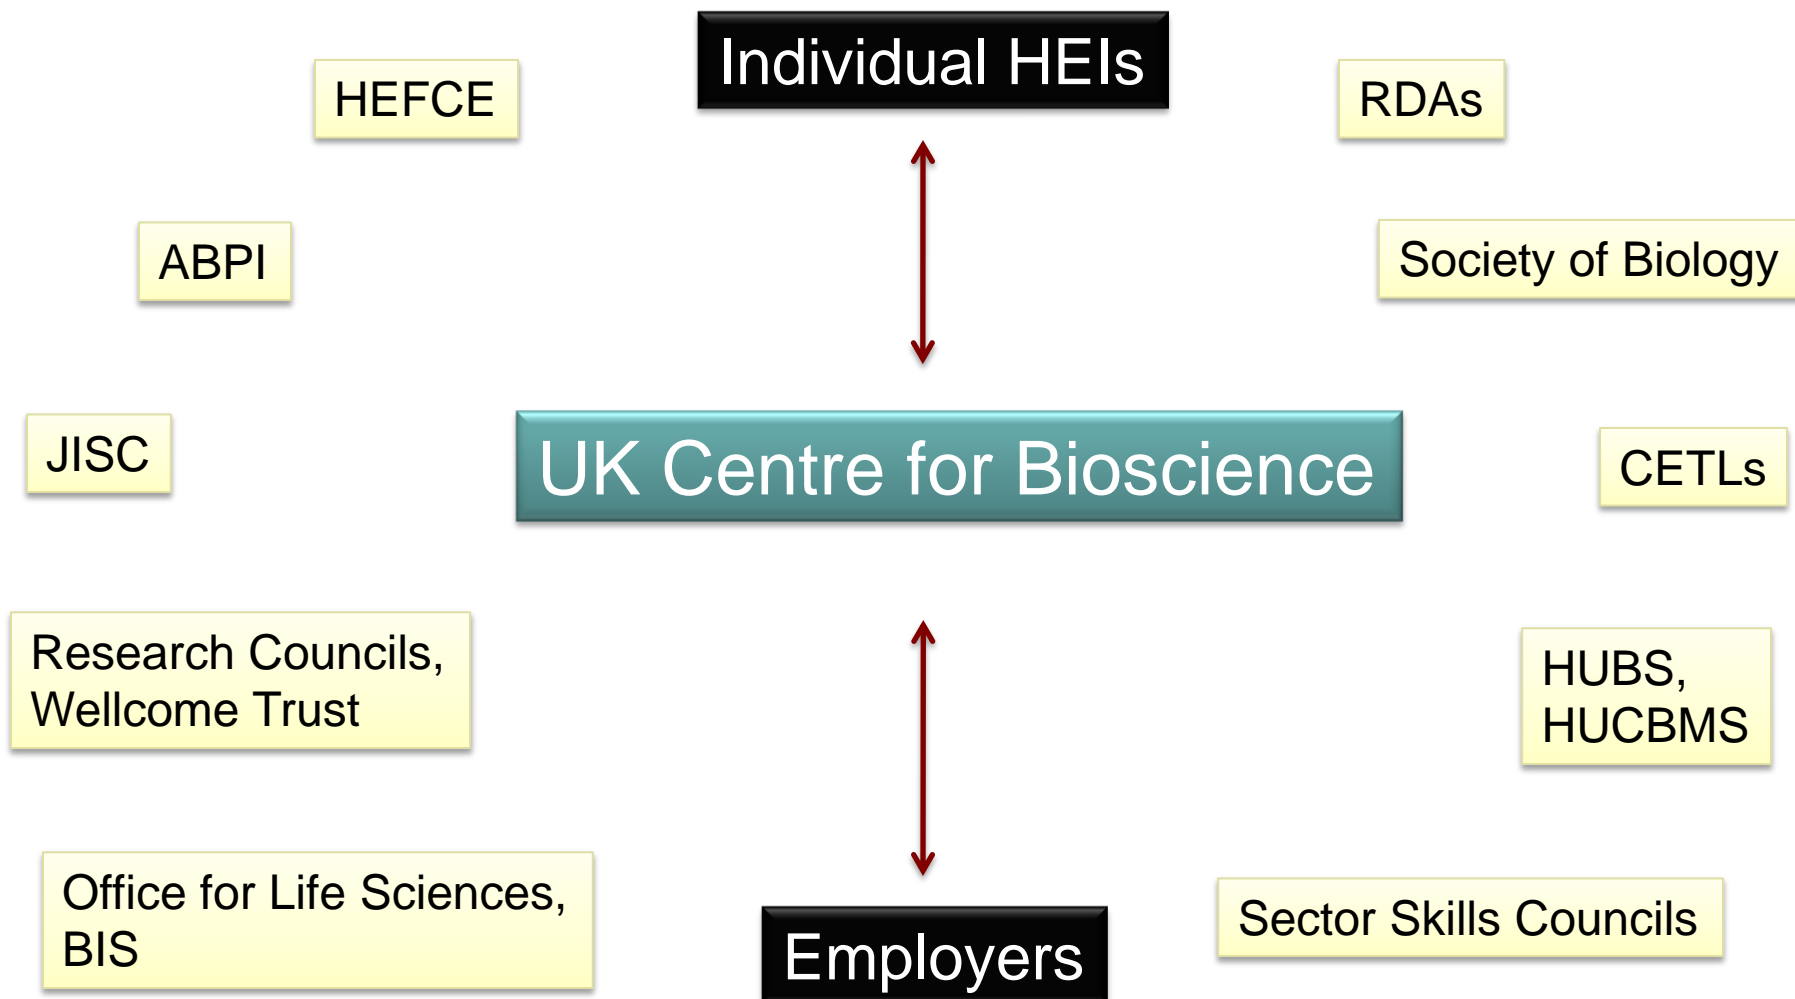 Individual HEIs
HEFCE
RDAs
ABPI
Society of Biology
JISC
UK Centre for Bioscience
CETLs
Research Councils,
Wellcome Trust
HUBS,
HUCBMS
Office for Life Sciences,
BIS
Sector Skills Councils
Employers